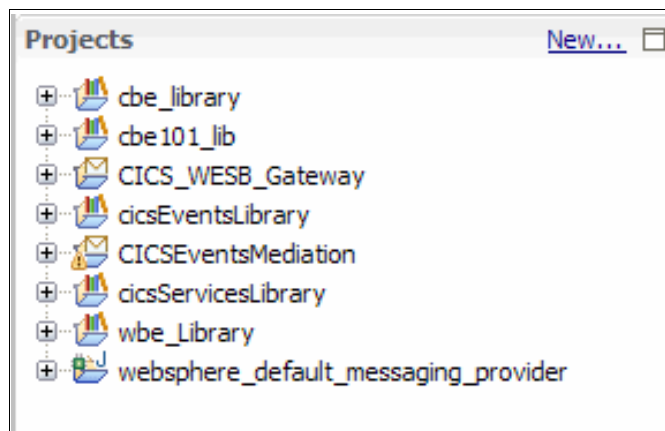 Projects New...
cbe_library
cbe101_lib
CICS_WESB_Gateway
cicsEventsLibrary
CICSEventsMediation
cicsServicesLibrary
wbe_Library
websphere_default_messaging_provider